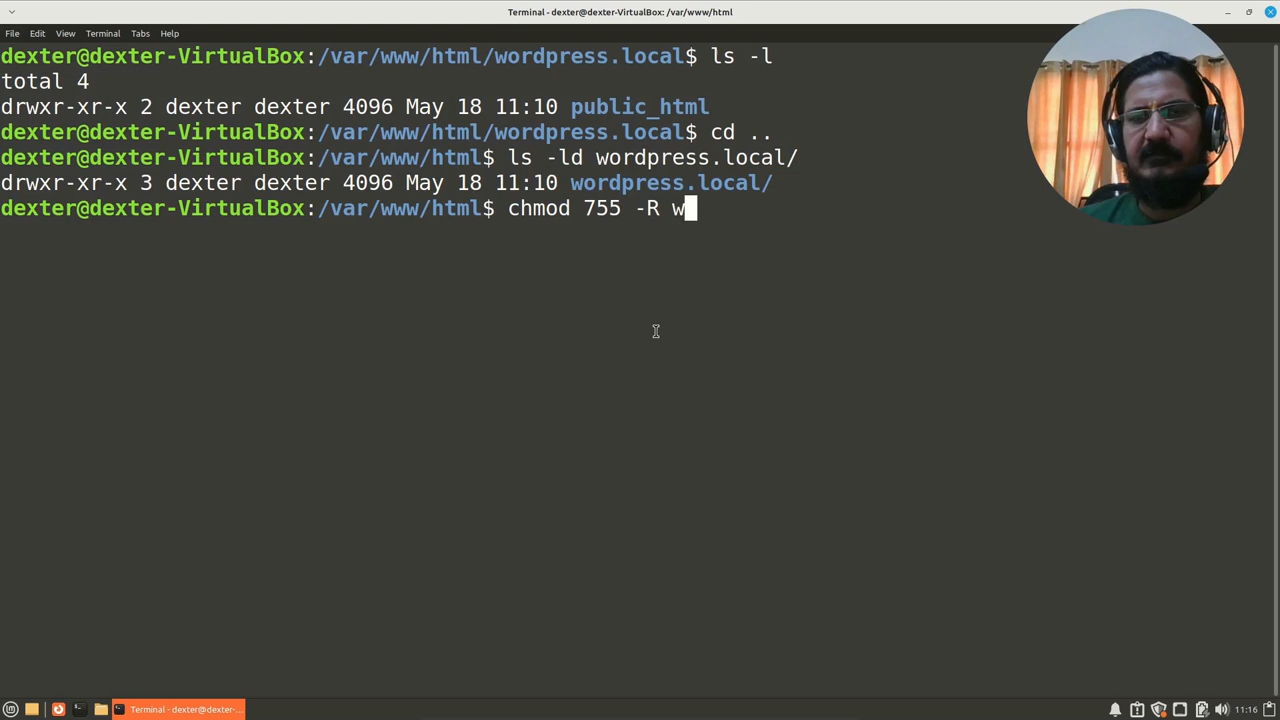 Terminal - dexter@dexter-VirtualBox: /var/www/html
File Edit View Terminal Tabs Help
dexter@dexter-VirtualBox:/var/www/html/wordpress.local$ ls -l
total 4
drwxr-xr-x 2 dexter dexter 4096 May 18 11:10 public_html
dexter@dexter-VirtualBox:/var/www/html/wordpress.local$ cd ..
dexter@dexter-VirtualBox:/var/www/html$ ls -ld wordpress.local/
drwxr-xr-x 3 dexter dexter 4096 May 18 11:10 wordpress.local/
dexter@dexter-VirtualBox:/var/www/html$ chmod 755 -R w
Terminal - dexter@dexter-... 11:16